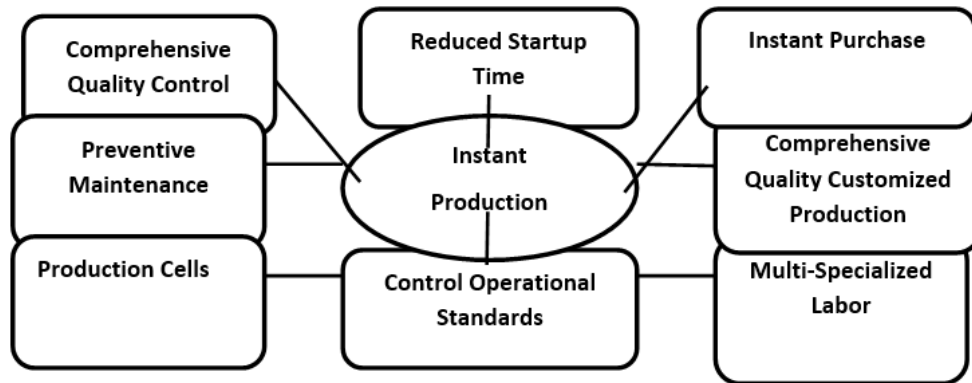 Comprehensive
Quality Control
Reduced Startup
Time
Instant Purchase
Preventive
Maintenance
Instant
Production
Comprehensive
Quality Customized
Production
Production Cells
Control Operational
Standards
Multi-Specialized
Labor